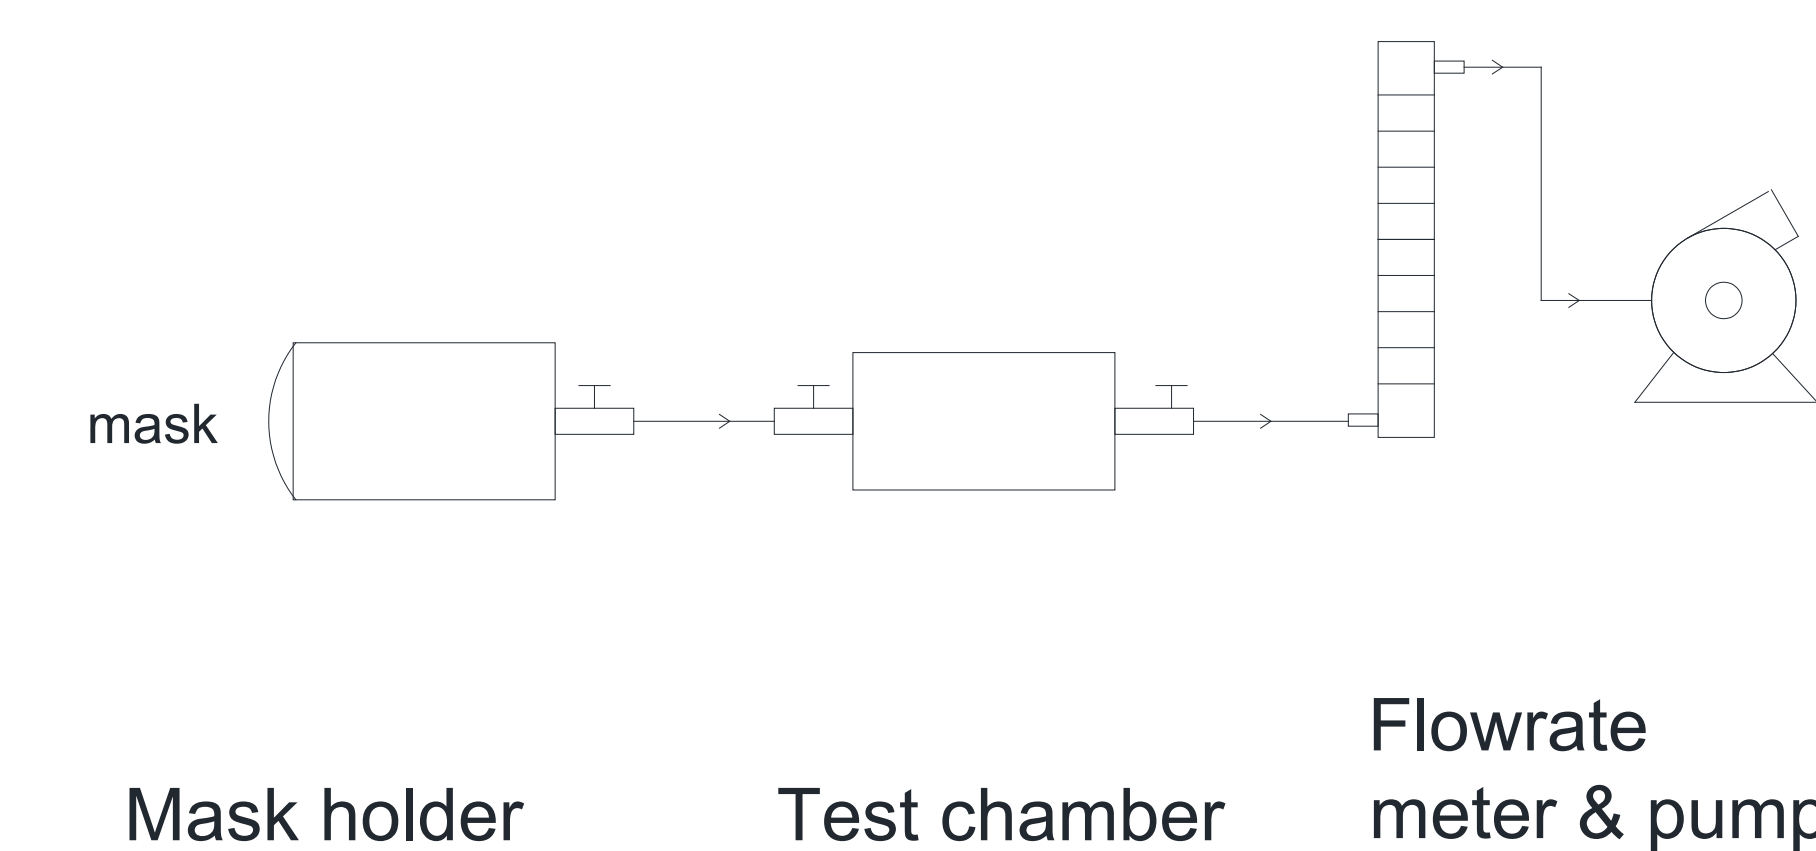 mask
Mask holder
Test chamber
Flowrate
meter & pump